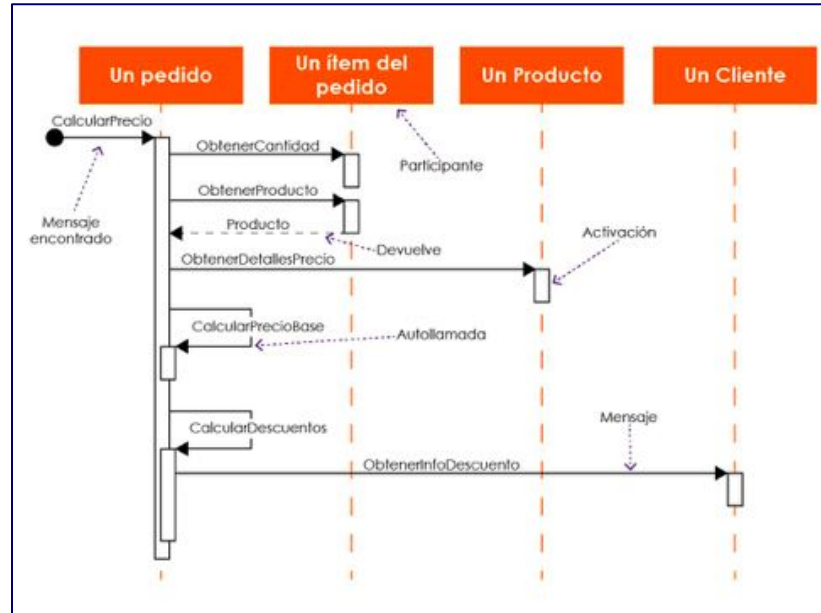 Un pedido
Un ítem del
pedido
Un Producto
Un Cliente
CalcularPrecio
ObtenerCantidad
Participante
ObtenerProducto
Mensaje
encontrado
Producto
Devuelve
Activación
ObtenerDetallesPrecio
CalcularPrecioBase
Autollamada
CalcularDescuentos
Mensaje
ObtenerInfoDescuento